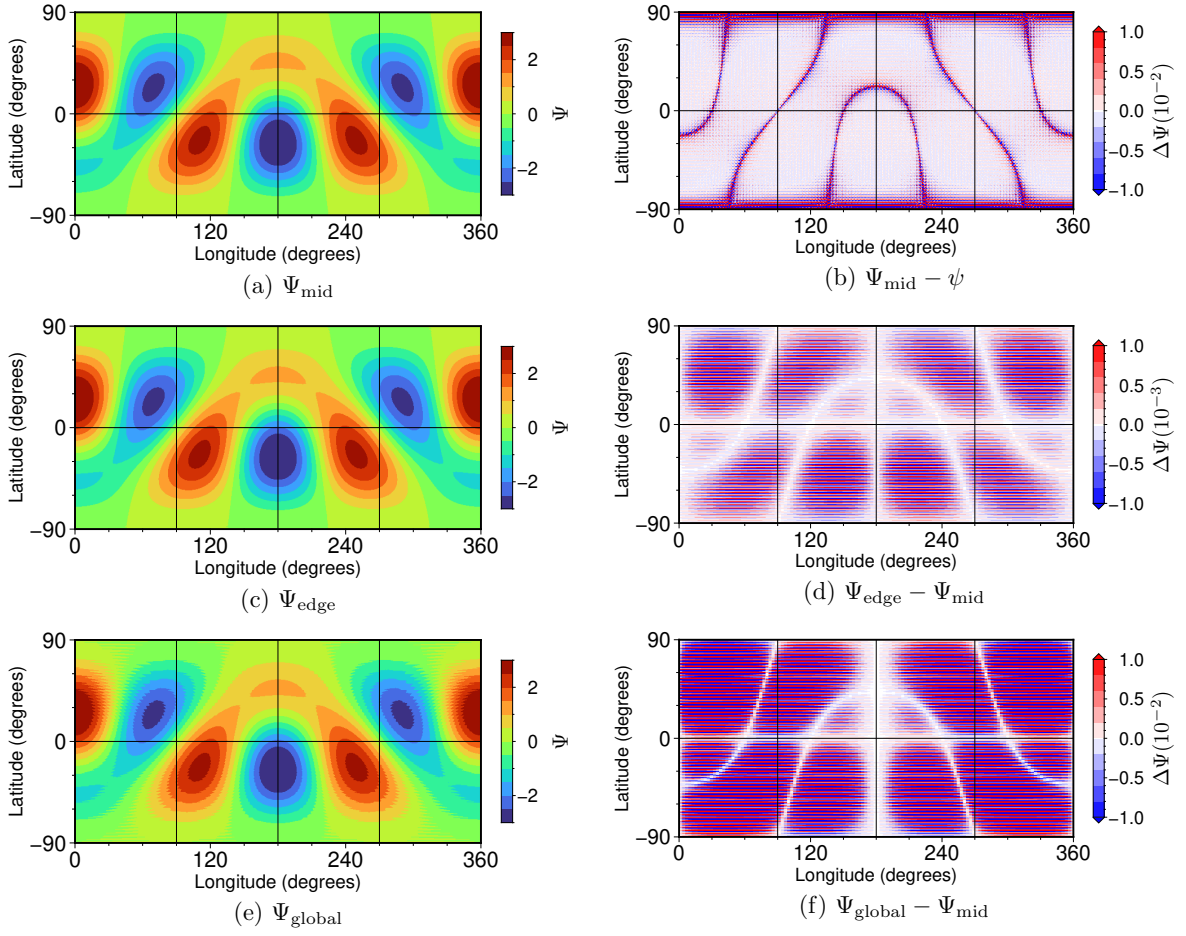 90
0
−90
Latitude (degrees)
0 120 240 360
Longitude (degrees)
2
0
−2
Ψ
(a) Ψmid
90
0
−90
Latitude (degrees)
0 120 240 360
Longitude (degrees)
1.0
0.5
0.0
−0.5
−1.0
ΔΨ(10−2)
(b) Ψmid − ψ
90
0
−90
Latitude (degrees)
0 120 240 360
Longitude (degrees)
2
0
−2
Ψ
(c) Ψedge
90
0
−90
Latitude (degrees)
0 120 240 360
Longitude (degrees)
1.0
0.5
0.0
−0.5
−1.0
ΔΨ(10−3)
(d) Ψedge − Ψmid
90
0
−90
Latitude (degrees)
0 120 240 360
Longitude (degrees)
2
0
−2
Ψ
(e) Ψglobal
90
0
−90
Latitude (degrees)
0 120 240 360
Longitude (degrees)
1.0
0.5
0.0
−0.5
−1.0
ΔΨ(10−2)
(f) Ψglobal − Ψmid